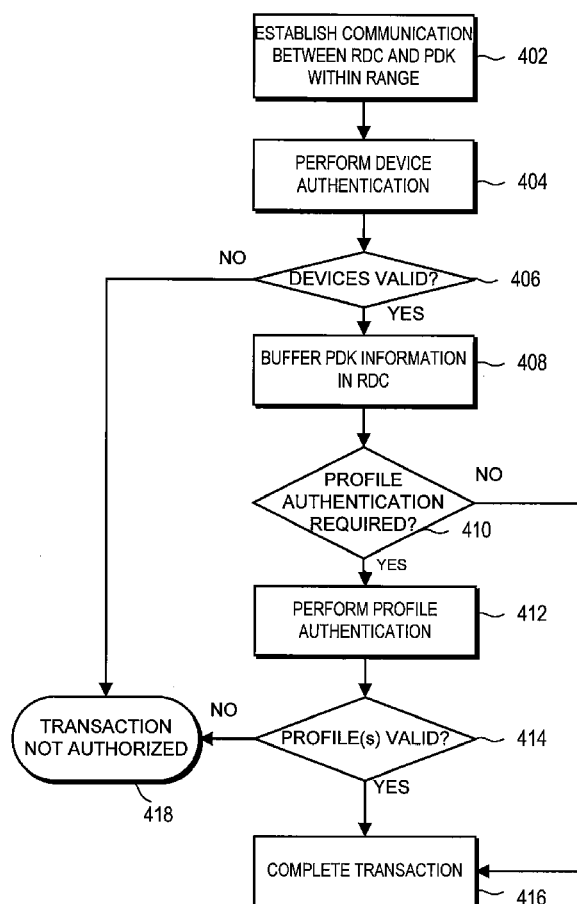 ESTABLISH COMMUNICATION
BETWEEN RDC AND PDK
WITHIN RANGE
402
PERFORM DEVICE
AUTHENTICATION
404
NO
DEVICES VALID?
406
YES
BUFFER PDK INFORMATION
IN RDC
408
PROFILE
AUTHENTICATION
REQUIRED?
410
NO
YES
PERFORM PROFILE
AUTHENTICATION
412
TRANSACTION
NOT AUTHORIZED
418
NO
PROFILE(s) VALID?
414
YES
COMPLETE TRANSACTION
416